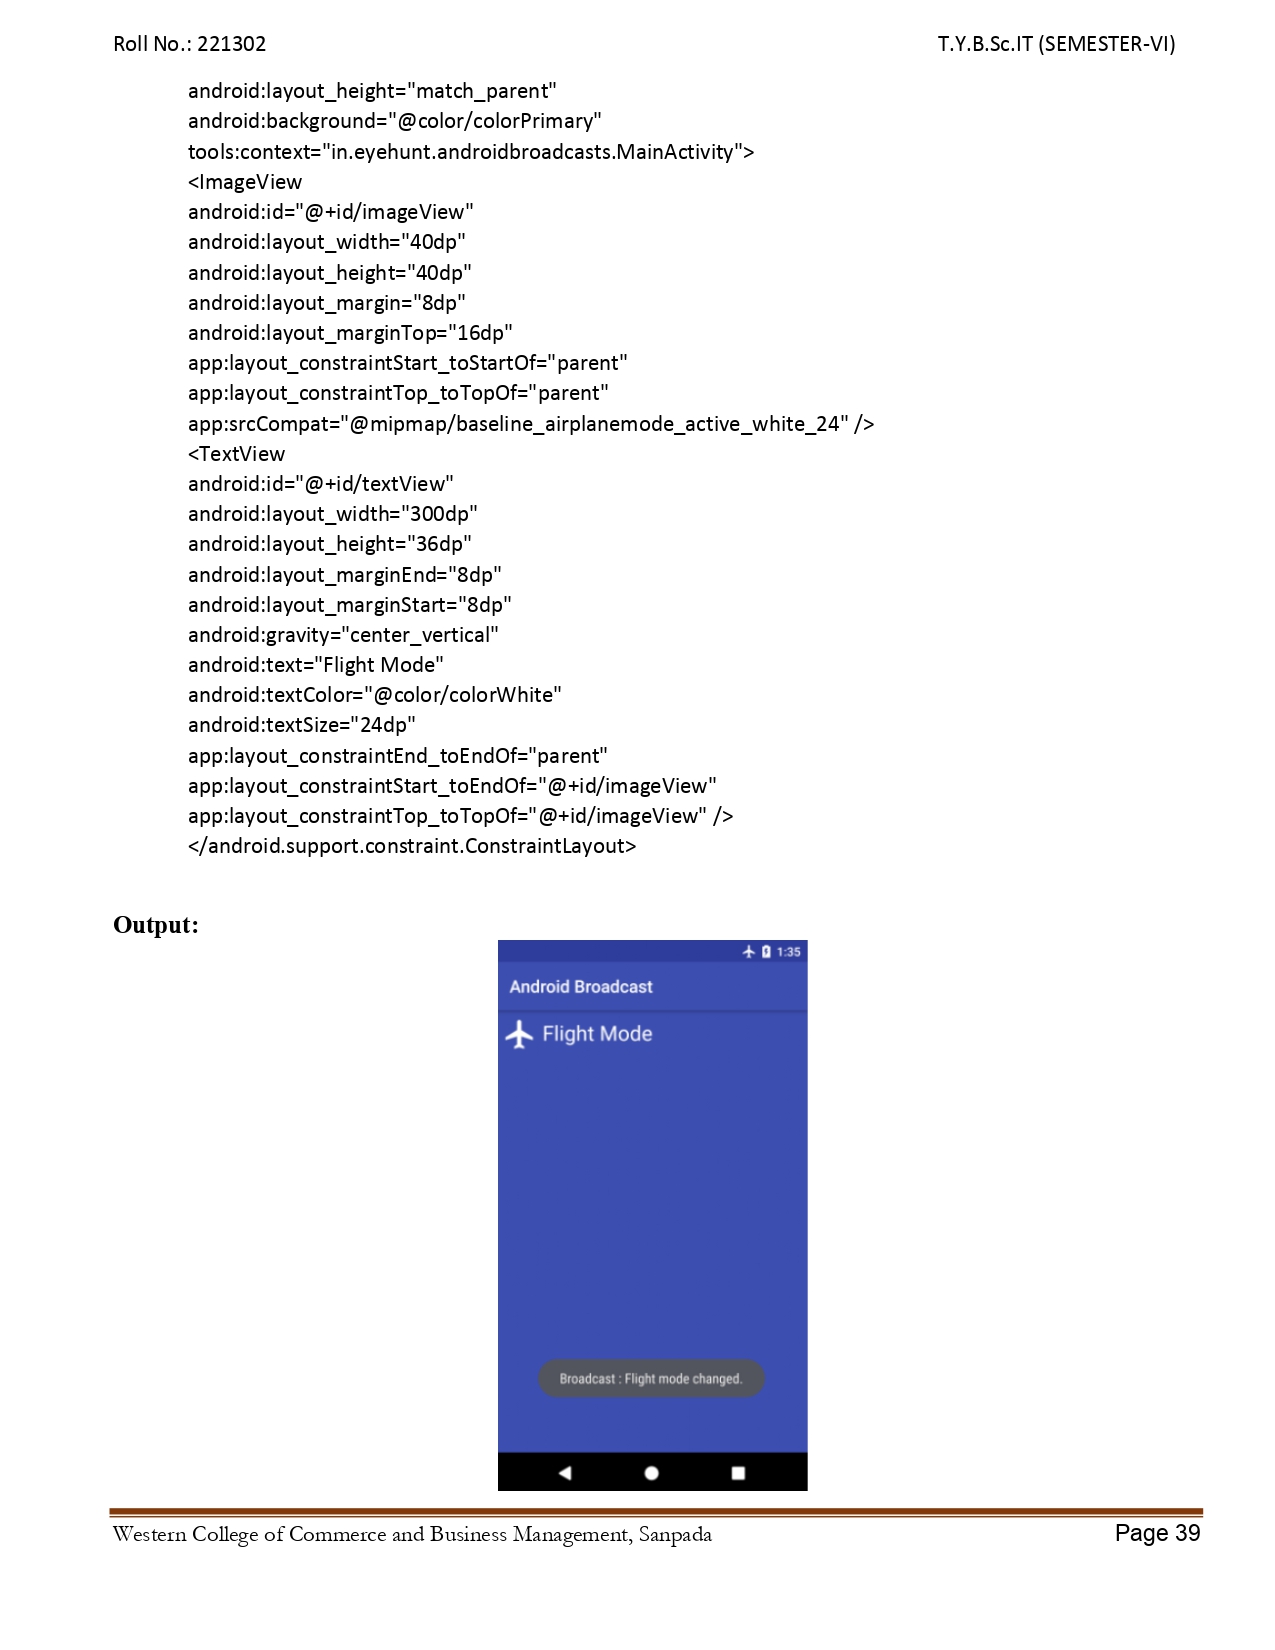 Roll No.: 221302 T.Y.B.Sc.IT (SEMESTER-VI)
android:layout_height="match_parent"
android:background="@color/colorPrimary"
tools:context="in.eyehunt.androidbroadcasts.MainActivity">
<ImageView
android:id="@+id/imageView"
android:layout_width="40dp"
android:layout_height="40dp"
android:layout_margin="8dp"
android:layout_marginTop="16dp"
app:layout_constraintStart_toStartOf="parent"
app:layout_constraintTop_toTopOf="parent"
app:srcCompat="@mipmap/baseline_airplanemode_active_white_24" />
<TextView
android:id="@+id/textView"
android:layout_width="300dp"
android:layout_height="36dp"
android:layout_marginEnd="8dp"
android:layout_marginStart="8dp"
android:gravity="center_vertical"
android:text="Flight Mode"
android:textColor="@color/colorWhite"
android:textSize="24dp"
app:layout_constraintEnd_toEndOf="parent"
app:layout_constraintStart_toEndOf="@+id/imageView"
app:layout_constraintTop_toTopOf="@+id/imageView" />
</android.support.constraint.ConstraintLayout>
Output:
1:35
Android Broadcast
Flight Mode
Broadcast : Flight mode changed.
Western College of Commerce and Business Management, Sanpada Page 39